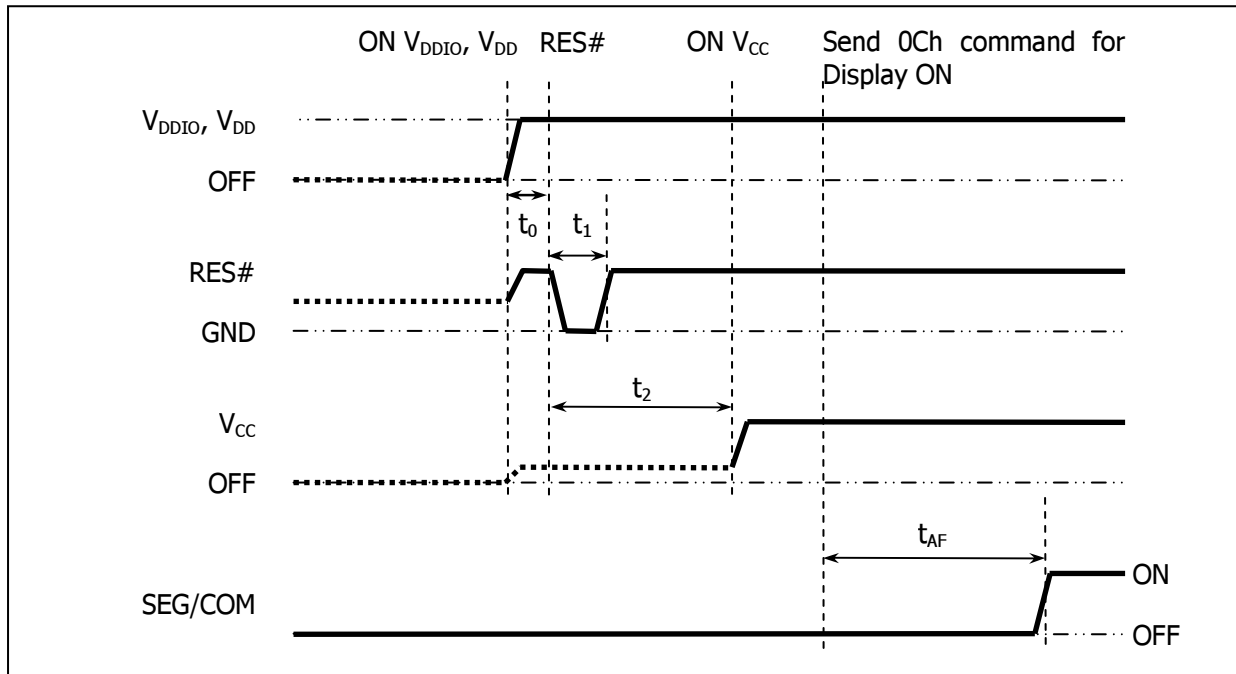 ON VDDIO, VDD RES# ON VCC Send 0Ch command for
Display ON
VDDIO, VDD
OFF
t0 t1
RES#
GND
t2
VCC
OFF
tAF
ON
SEG/COM
OFF